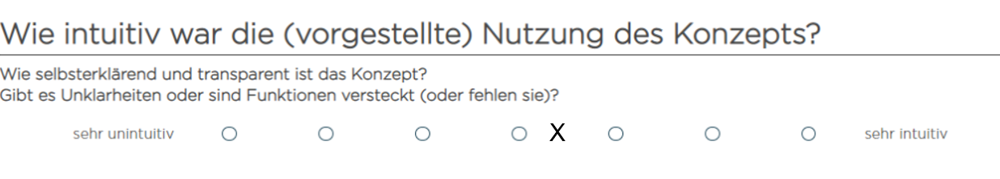 Wie intuitiv war die (vorgestellte) Nutzung des Konzepts?
Wie selbsterklärend und transparent ist das Konzept?
Gibt es Unklarheiten oder sind Funktionen versteckt (oder fehlen sie)?
sehr unintuitiv X sehr intuitiv